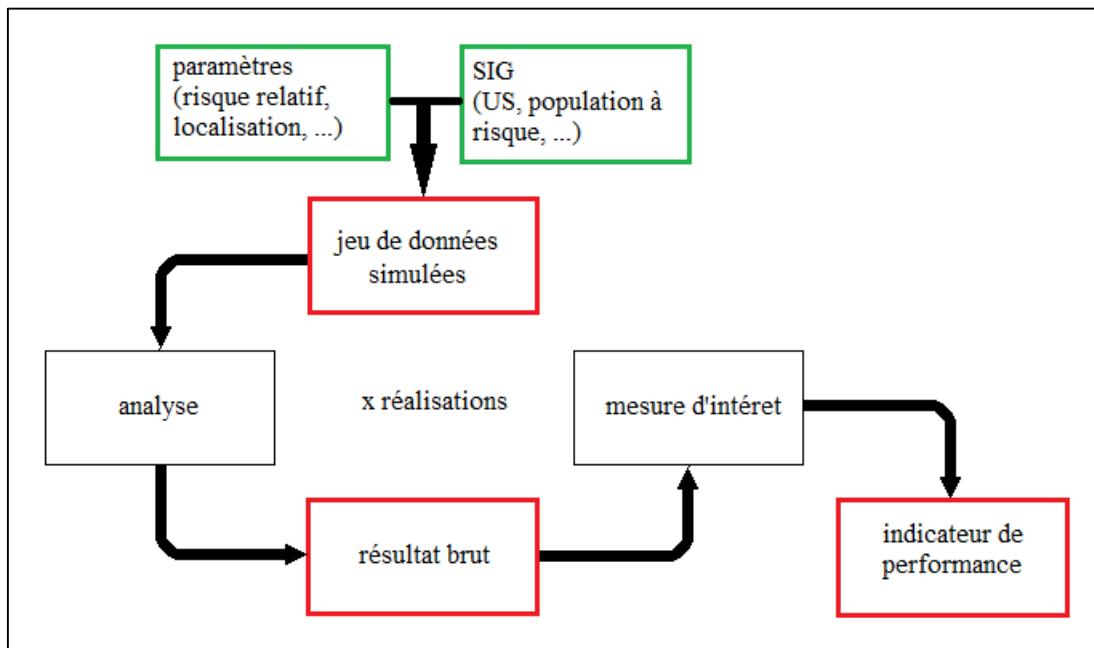 paramètres
(risque relatif,
localisation, ...)
SIG
(US, population à
risque, ...)
jeu de données
simulées
analyse
x réalisations
mesure d'intéret
résultat brut
indicateur de
performance